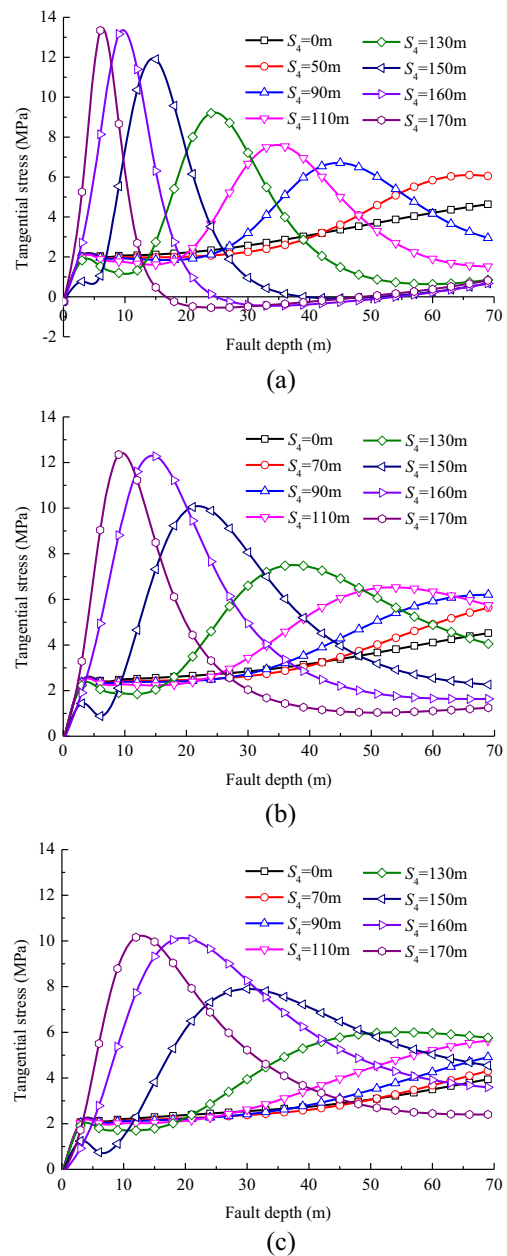 14
12
10
8
6
4
2
0
-2
Tangential stress (MPa)
S4=0m
S4=50m
S4=90m
S4=110m
S4=130m
S4=150m
S4=160m
S4=170m
0 10 20 30 40 50 60 70
Fault depth (m)
(a)
14
12
10
8
6
4
2
0
Tangential stress (MPa)
S4=0m
S4=70m
S4=90m
S4=110m
S4=130m
S4=150m
S4=160m
S4=170m
0 10 20 30 40 50 60 70
Fault depth (m)
(b)
14
12
10
8
6
4
2
0
Tangential stress (MPa)
S4=0m
S4=70m
S4=90m
S4=110m
S4=130m
S4=150m
S4=160m
S4=170m
0 10 20 30 40 50 60 70
Fault depth (m)
(c)